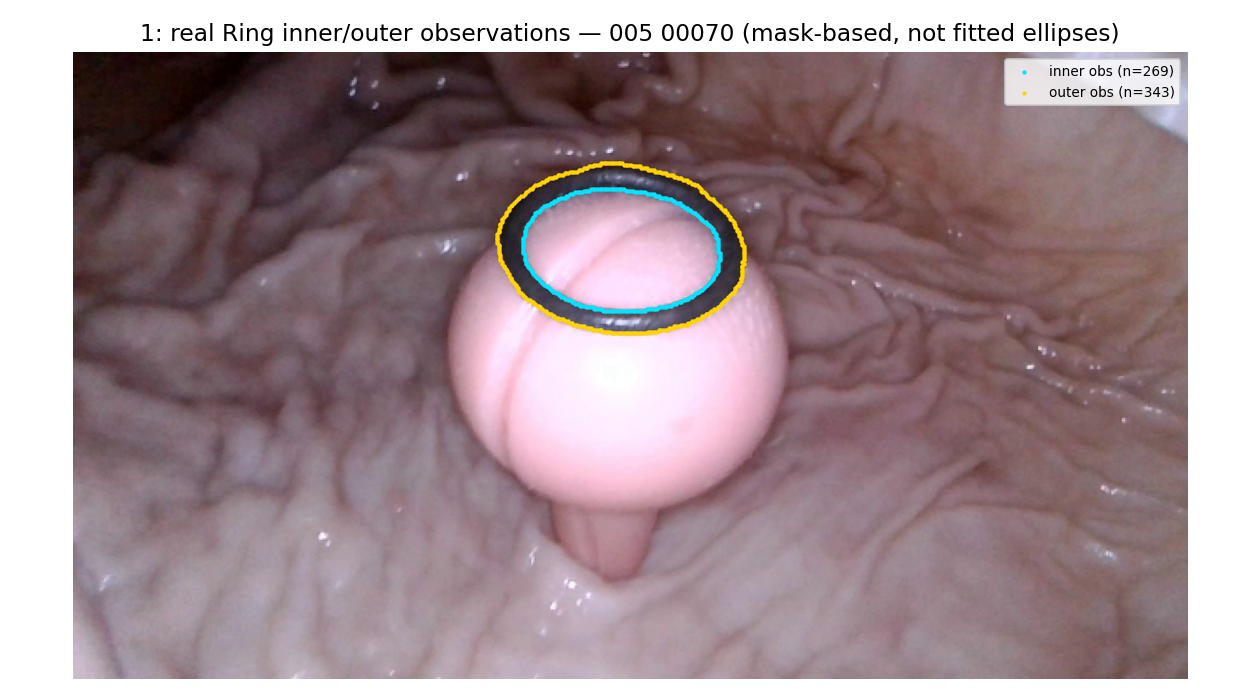 1: real Ring inner/outer observations — 005 00070 (mask-based, not fitted ellipses)
inner obs (n=269)
outer obs (n=343)